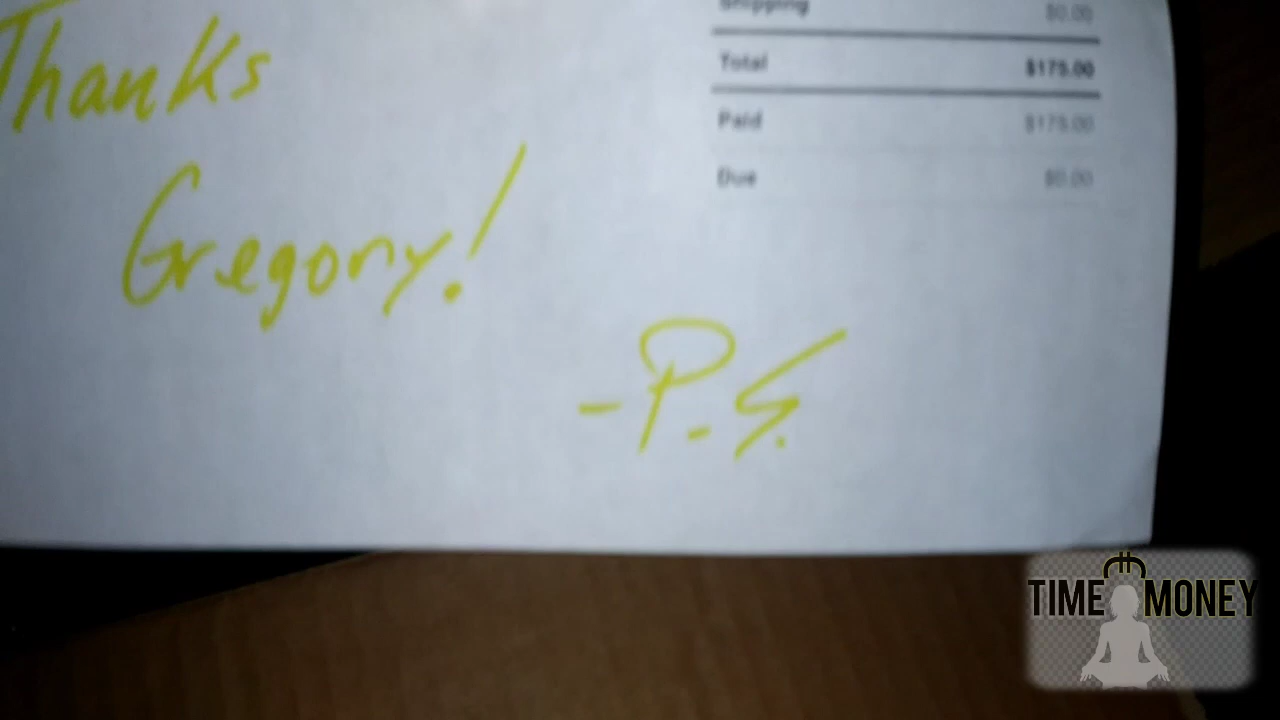 Thanks
Gregory!
-P.S.
Shipping $0.00
Total $175.00
Paid $175.00
Due $0.00
TIME MONEY